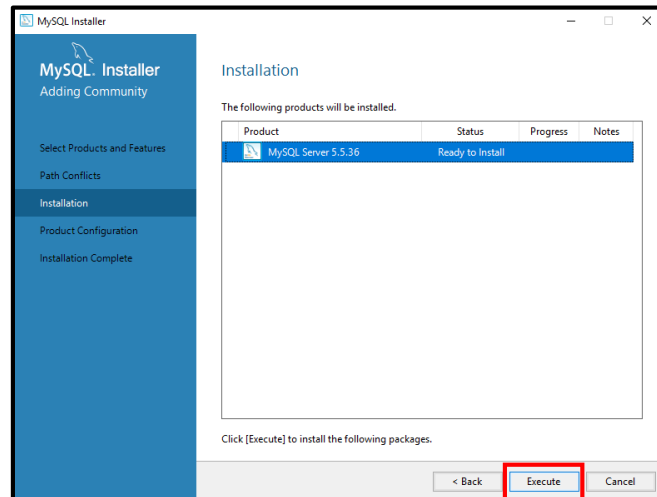 MySQL Installer
MySQL. Installer
Adding Community
Select Products and Features
Path Conflicts
Installation
Product Configuration
Installation Complete
Installation
The following products will be installed.
Product Status Progress Notes
MySQL Server 5.5.36 Ready to Install
Click [Execute] to install the following packages.
< Back Execute Cancel